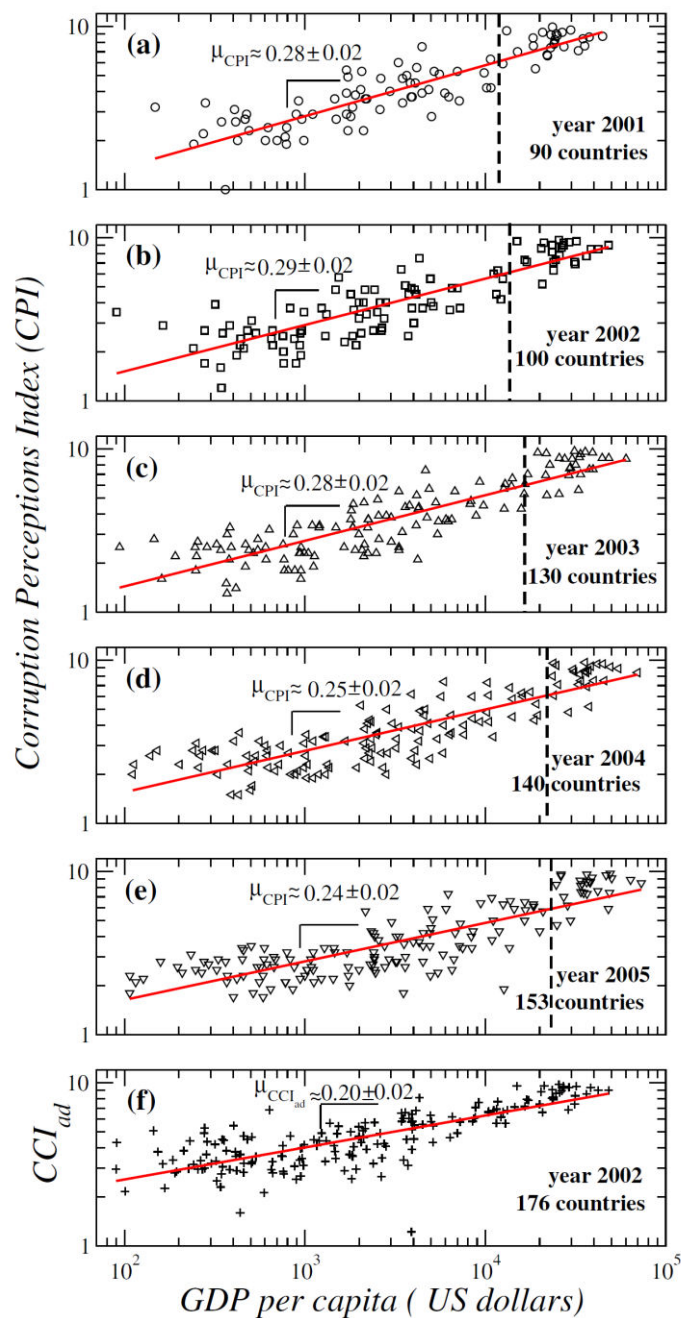 Corruption Perceptions Index (CPI)
10
(a)
μCPI≈0.28±0.02
year 2001
90 countries
1
10
(b)
μCPI≈0.29±0.02
year 2002
100 countries
1
10
(c)
μCPI≈0.28±0.02
year 2003
130 countries
1
10
(d)
μCPI≈0.25±0.02
year 2004
140 countries
1
10
(e)
μCPI≈0.24±0.02
year 2005
153 countries
1
CCI_ad
10
(f)
μCCI_ad≈0.20±0.02
year 2002
176 countries
1
10² 10³ 10⁴ 10⁵
GDP per capita ( US dollars)